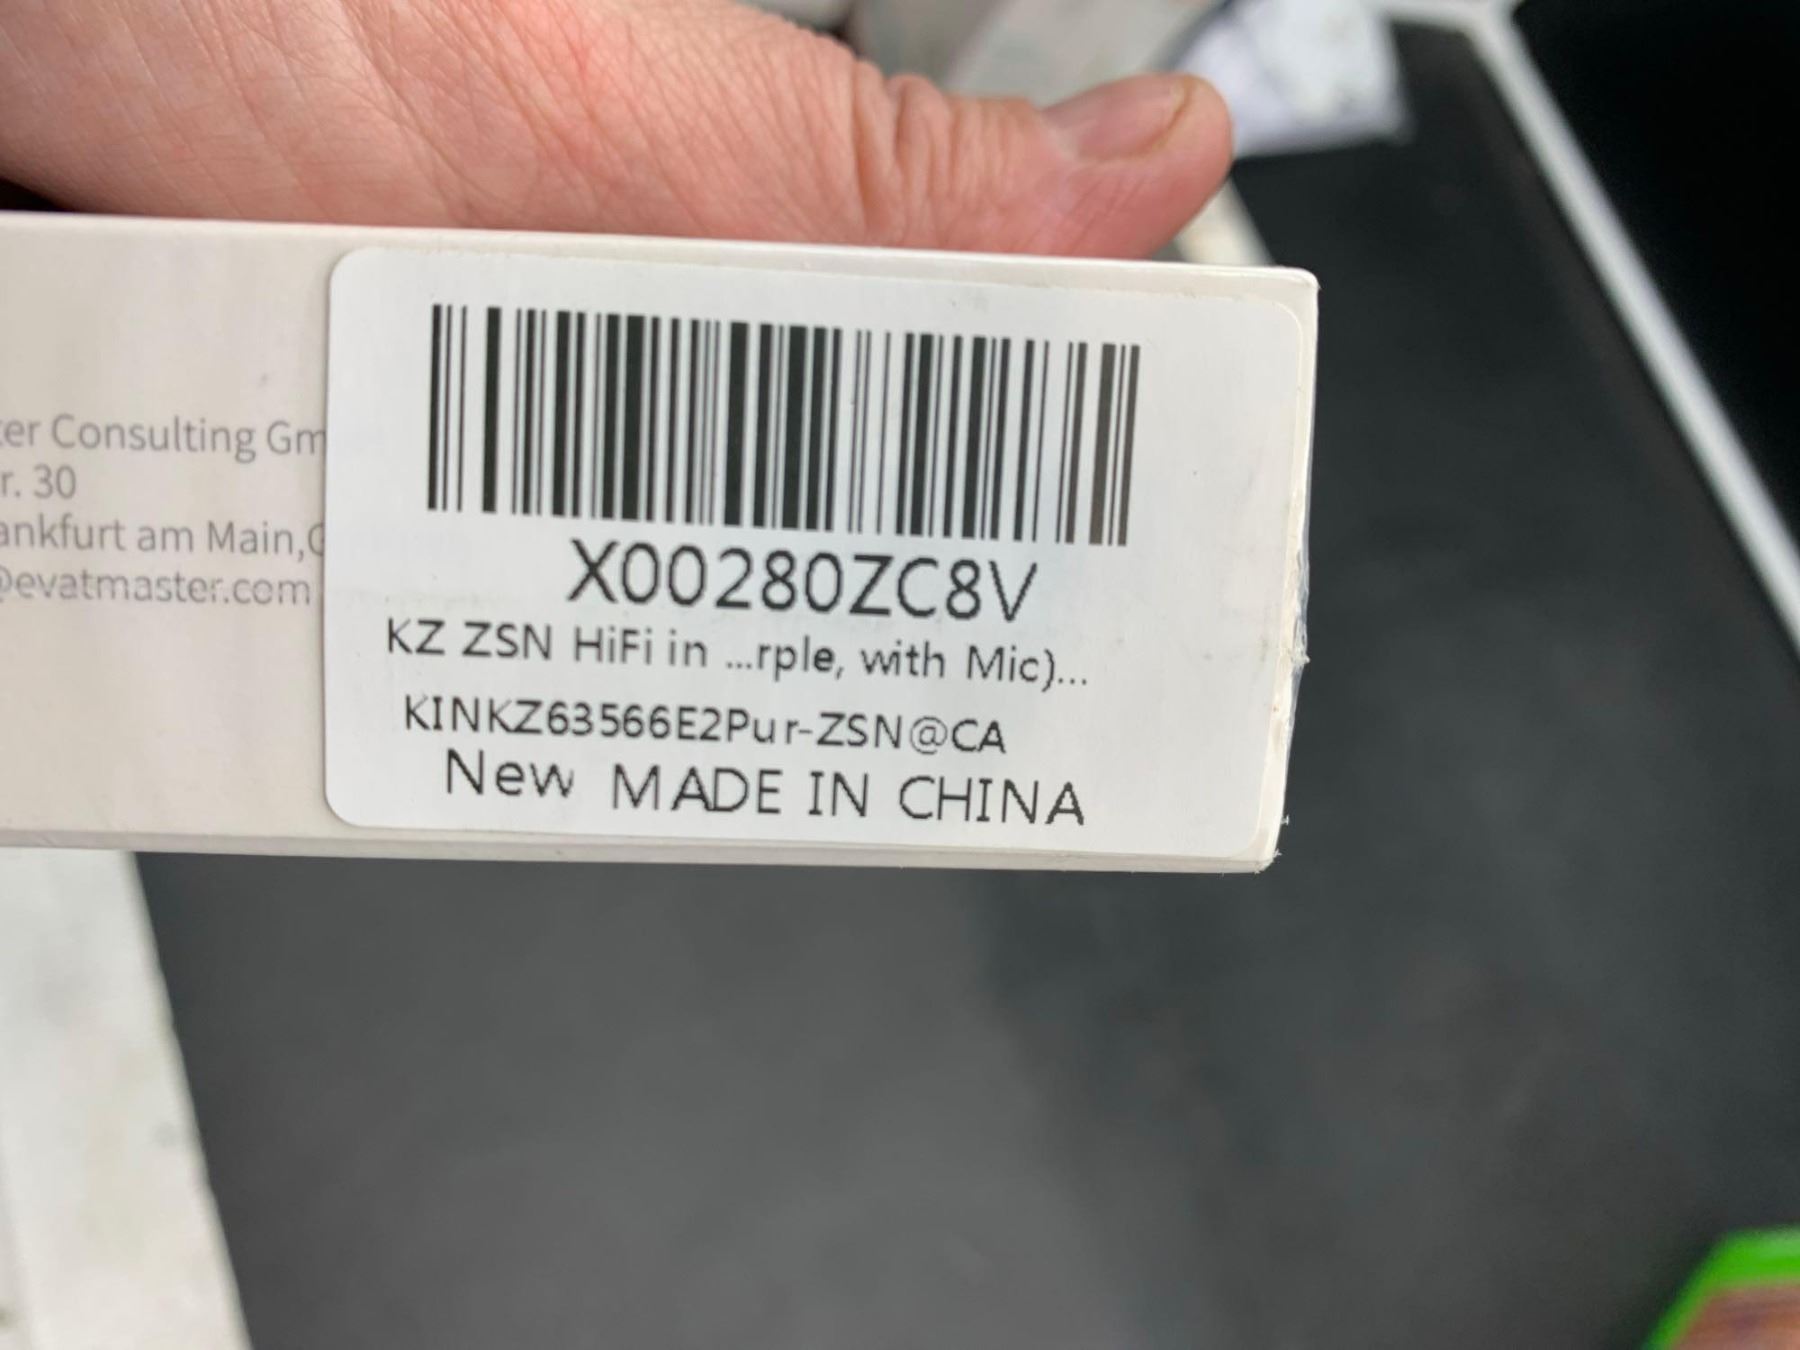 er Consulting Gm
r. 30
ankfurt am Main,
@evatmaster.com
X00280ZC8V
KZ ZSN HiFi in ...rple, with Mic)...
KINKZ63566E2Pur-ZSN@CA
New MADE IN CHINA